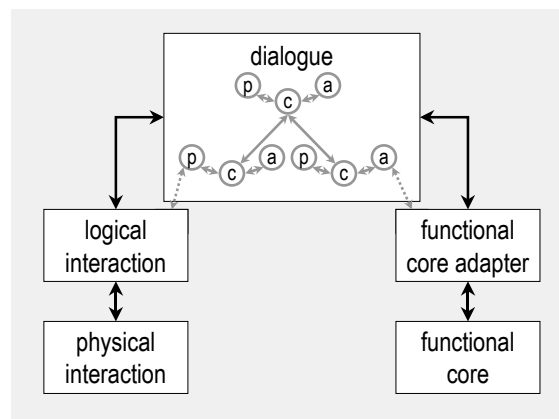 dialogue
p
a
c
p
a
p
a
c
c
logical
interaction
functional
core adapter
physical
interaction
functional
core